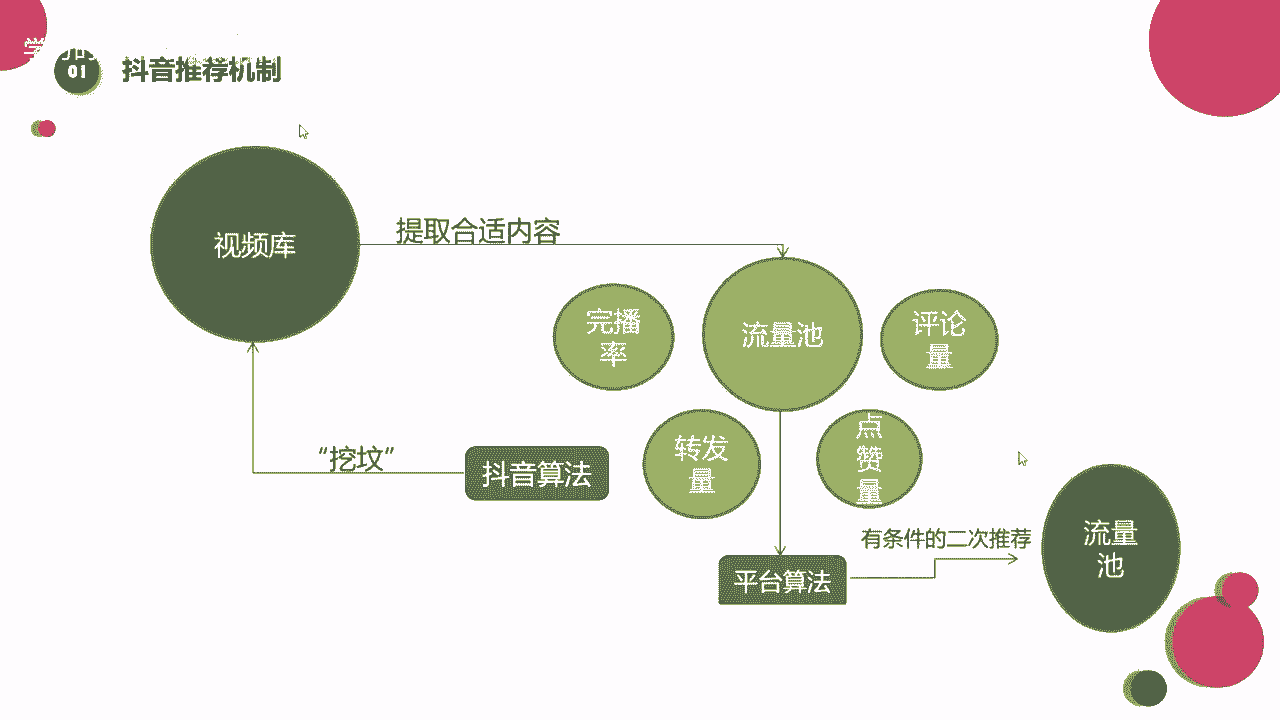 01
抖音推荐机制
视频库
提取合适内容
完播
率
流量池
评论
量
转发
量
点
赞
量
“挖坟”
抖音算法
平台算法
有条件的二次推荐
流量
池